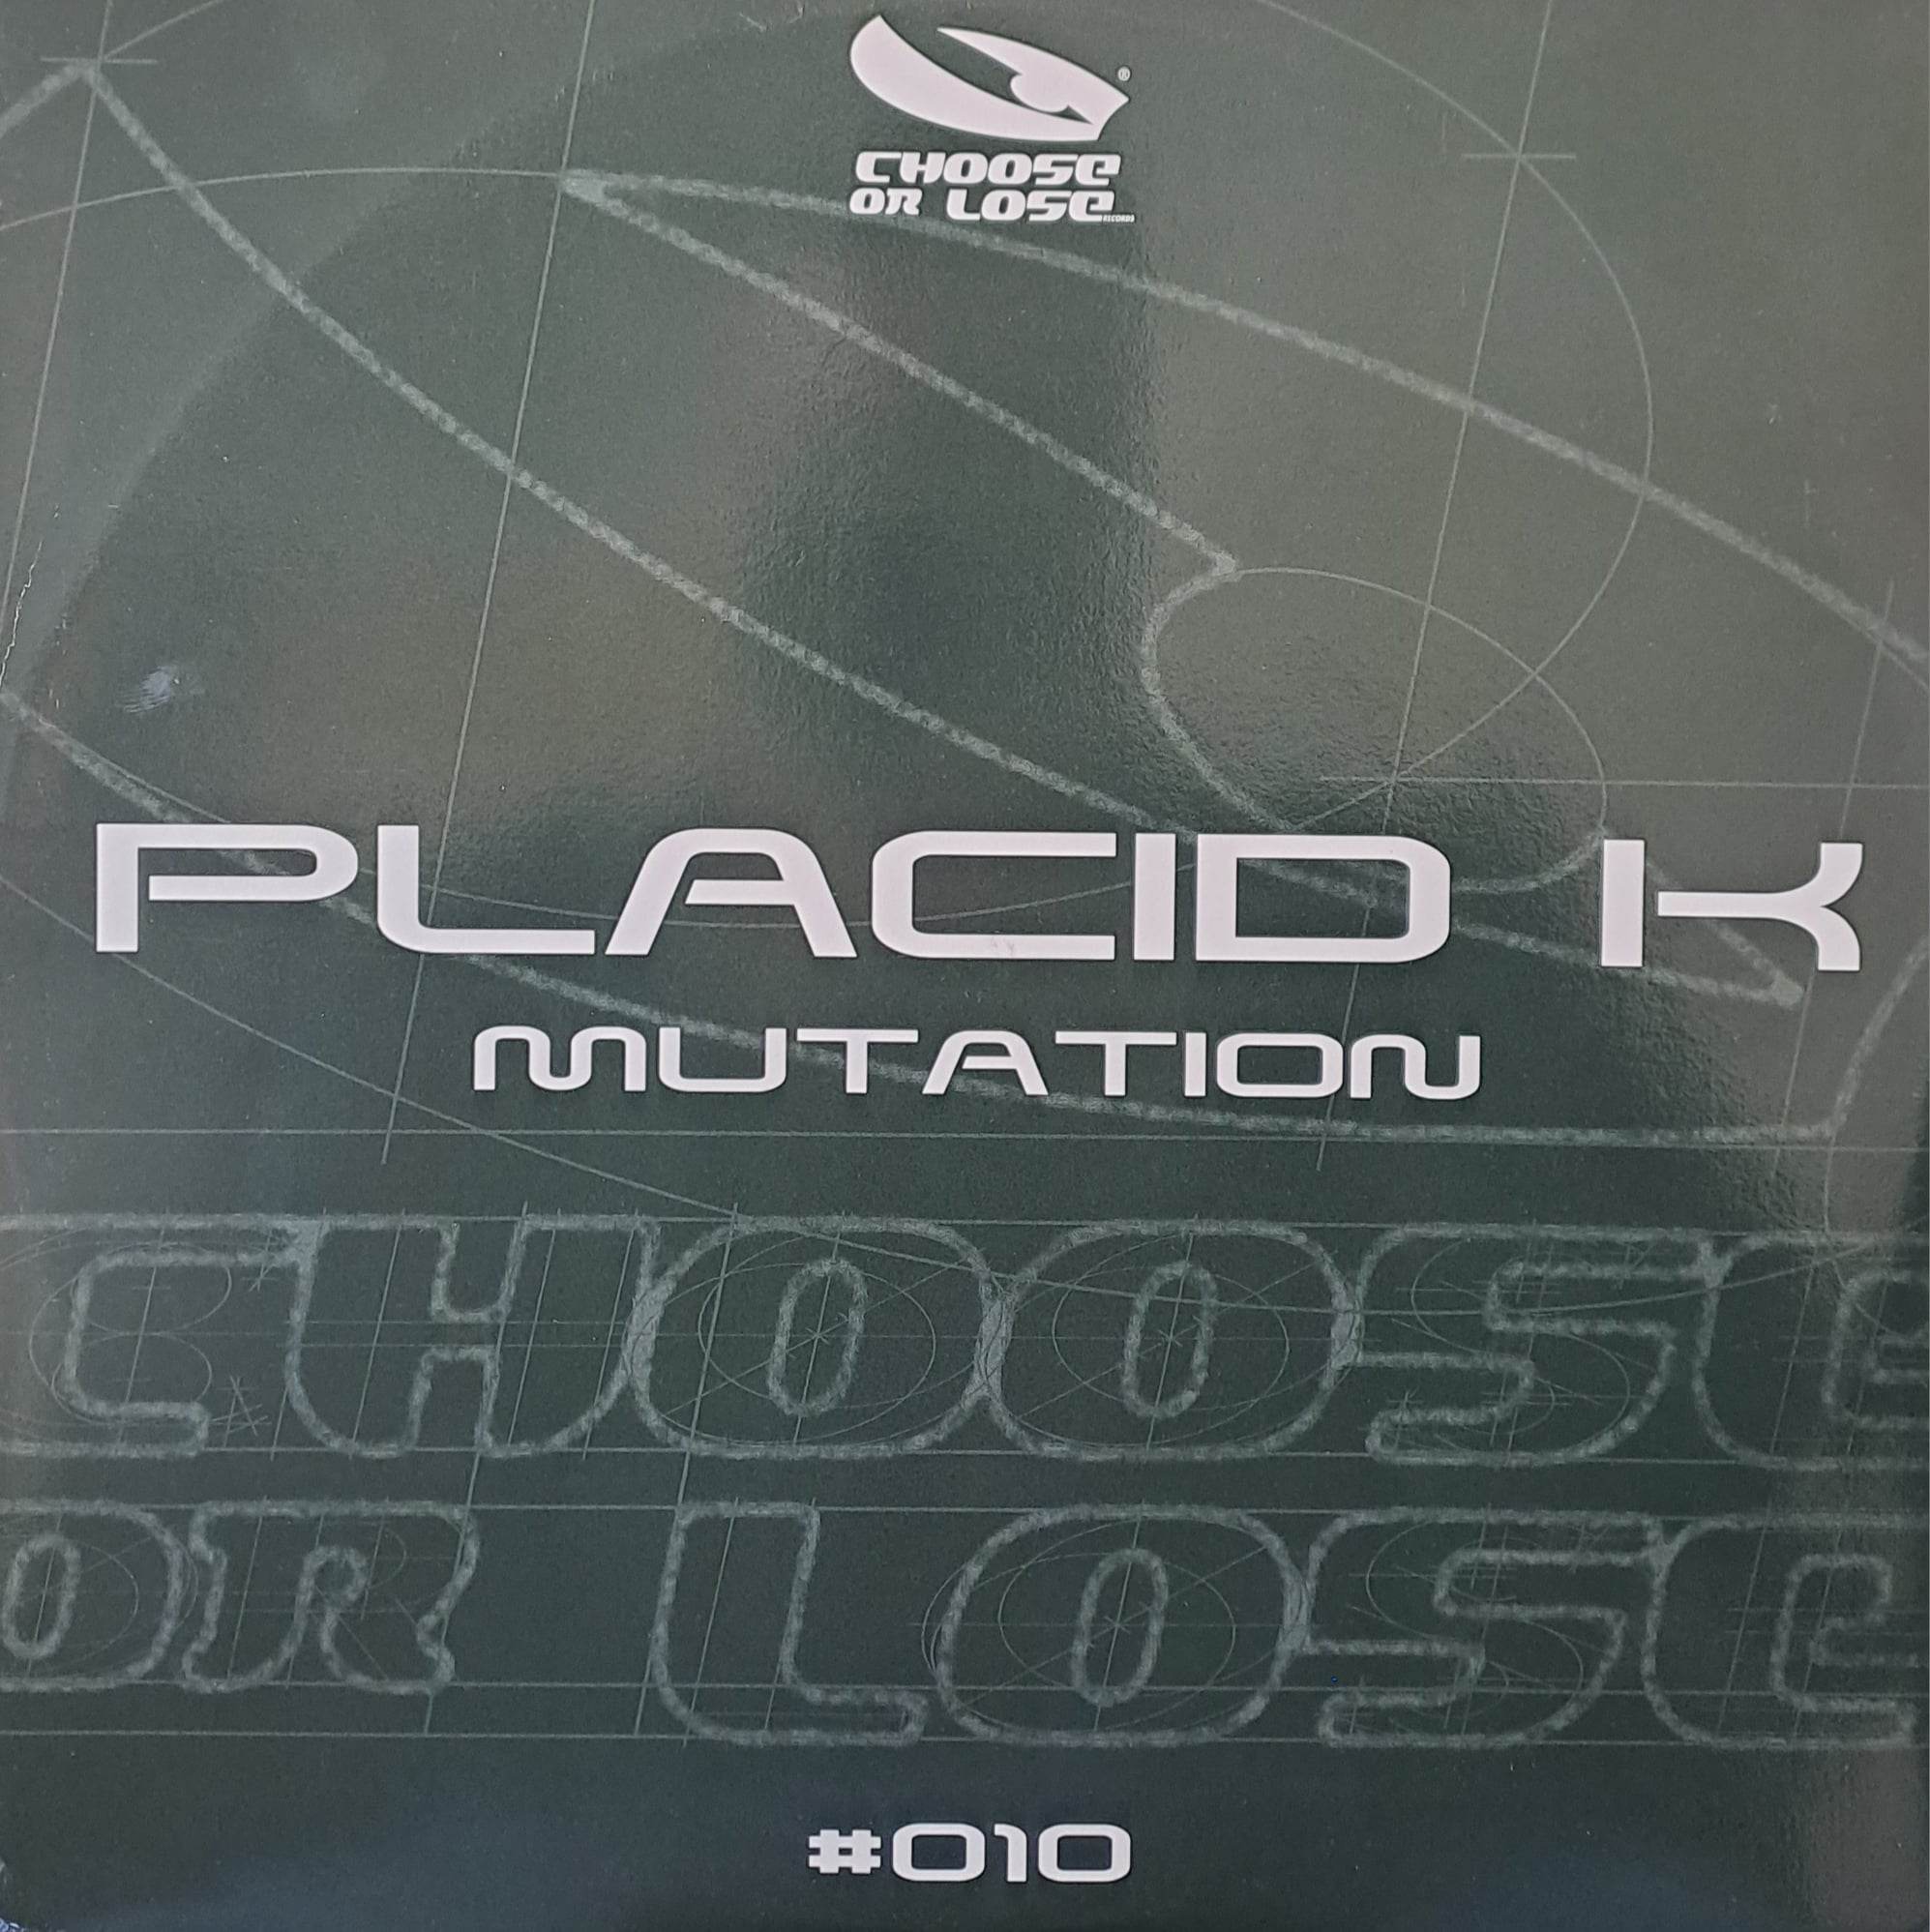 ®
CHOOSE
OR LOSE RECORDS
PLACID K
MUTATION
CHOOSE
OR LOSE
#010